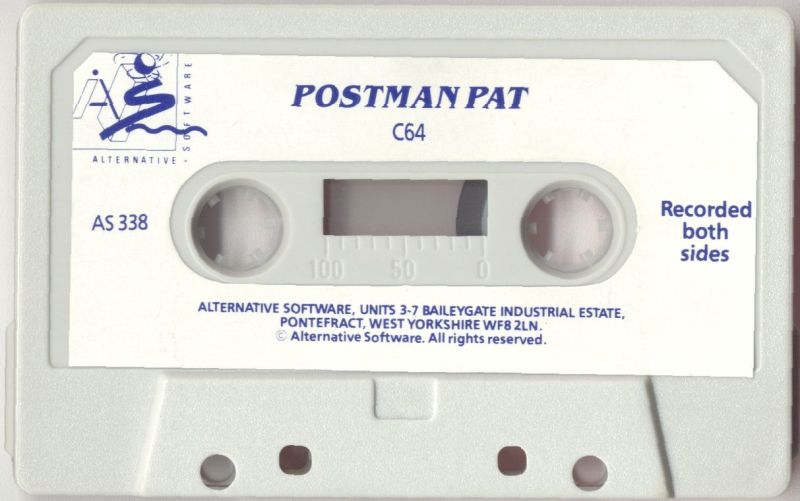 POSTMAN PAT
C64
ALTERNATIVE · SOFTWARE
AS 338
Recorded
both
sides
100 50 0
ALTERNATIVE SOFTWARE, UNITS 3-7 BAILEYGATE INDUSTRIAL ESTATE,
PONTEFRACT, WEST YORKSHIRE WF8 2LN.
© Alternative Software. All rights reserved.